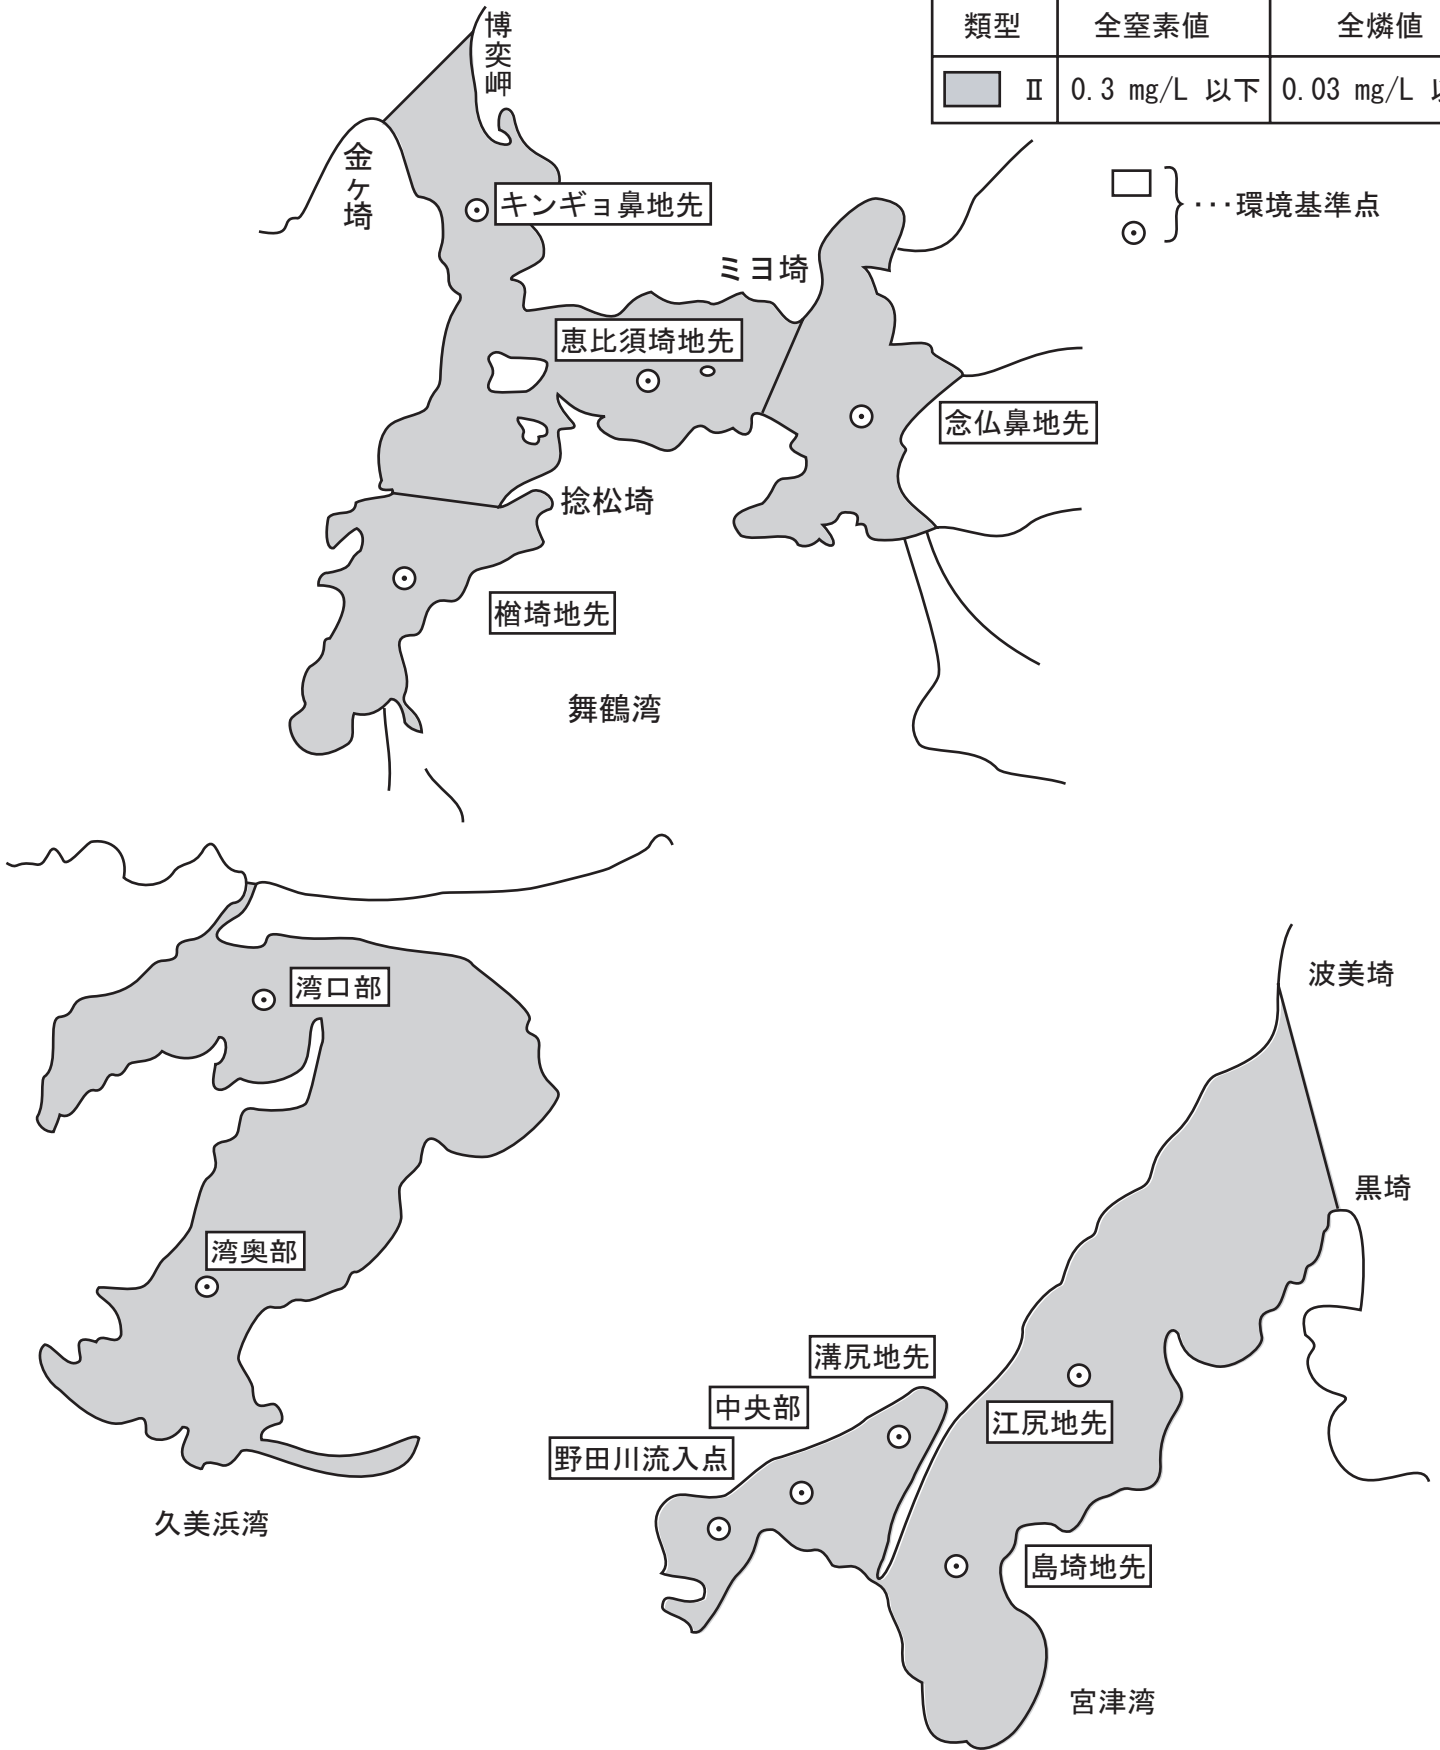 類型 全窒素値 全燐値
Ⅱ 0.3 mg/L 以下 0.03 mg/L
…環境基準点
博奕岬
金ヶ埼
キンギョ鼻地先
ミヨ埼
恵比須埼地先
念仏鼻地先
捻松埼
楢埼地先
舞鶴湾
湾口部
湾奥部
久美浜湾
波美埼
黒埼
溝尻地先
中央部
江尻地先
野田川流入点
島埼地先
宮津湾